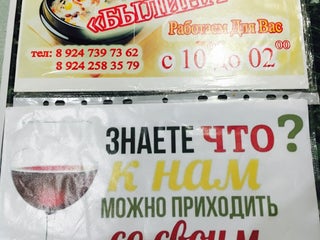 «БЫЛИНА»
Работаем Для Вас
тел: 8 924 739 73 62
8 924 258 35 79
с 10 до 02 00
ЗНАЕТЕ ЧТО?
К НАМ
МОЖНО ПРИХОДИТЬ
со своим